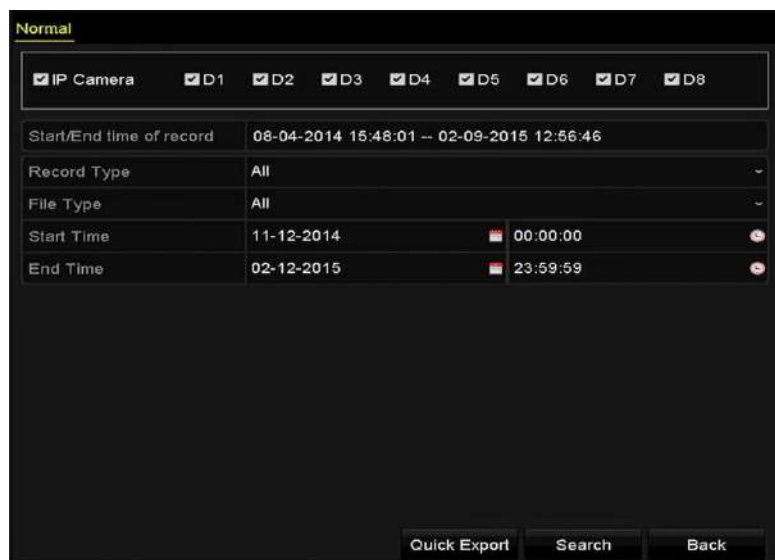 Normal
IP Camera D1 D2 D3 D4 D5 D6 D7 D8
Start/End time of record 08-04-2014 15:48:01 -- 02-09-2015 12:56:46
Record Type All
File Type All
Start Time 11-12-2014 00:00:00
End Time 02-12-2015 23:59:59
Quick Export Search Back